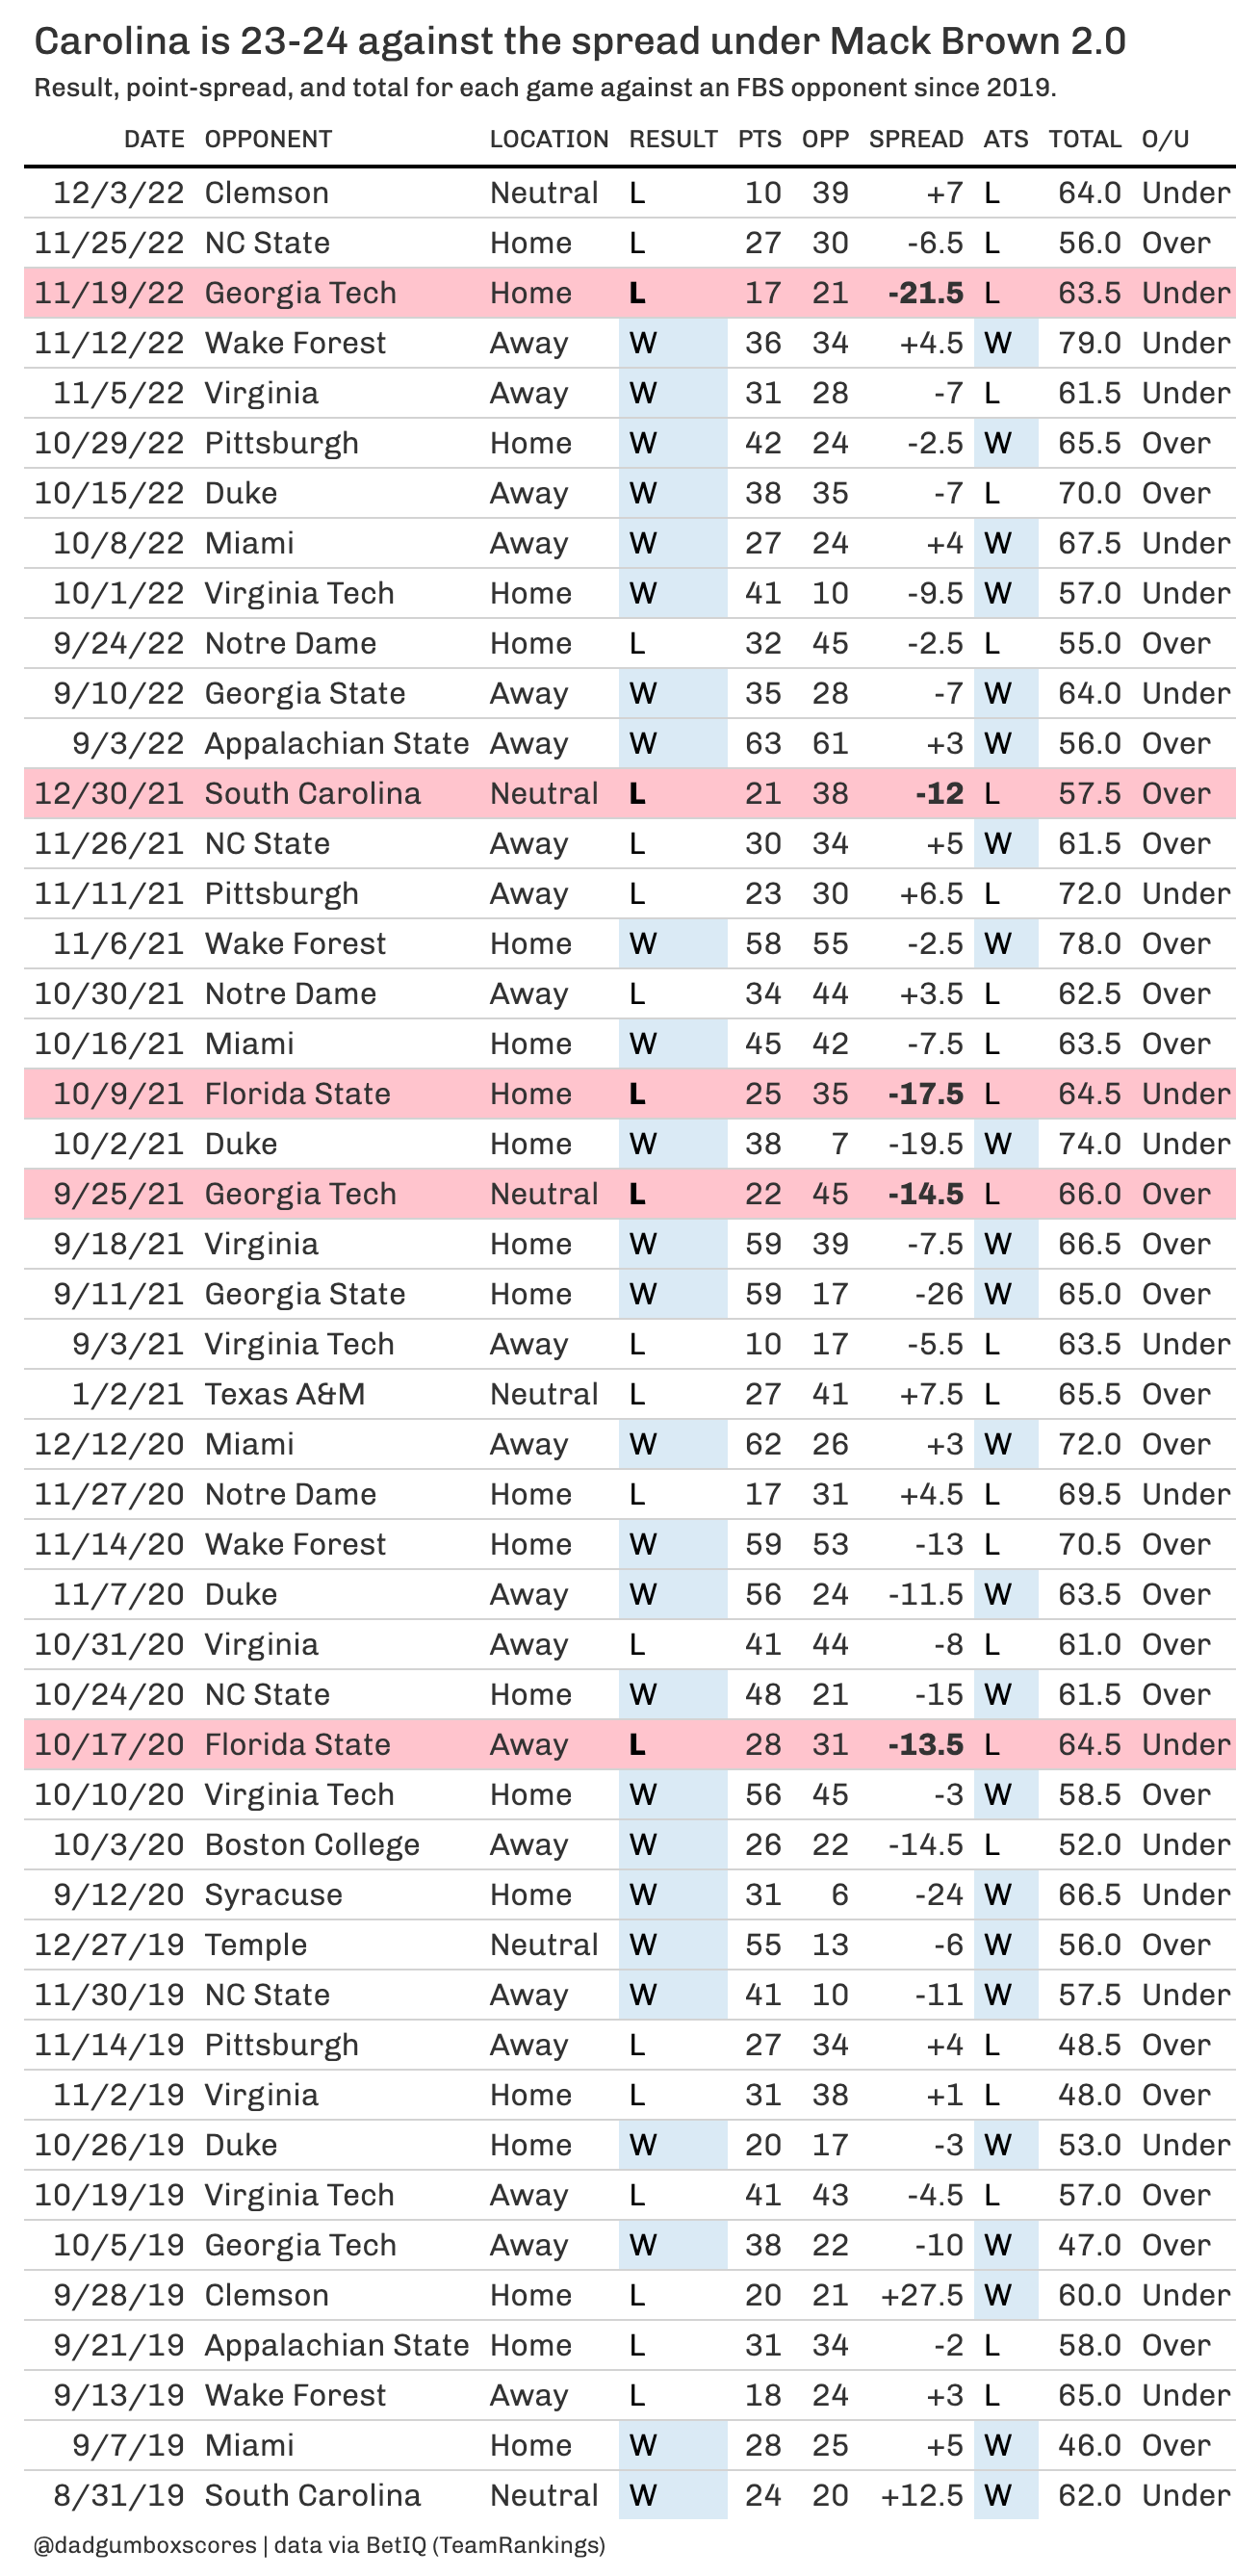 Carolina is 23-24 against the spread under Mack Brown 2.0
Result, point-spread, and total for each game against an FBS opponent since 2019.
DATE OPPONENT LOCATION RESULT PTS OPP SPREAD ATS TOTAL O/U
12/3/22 Clemson Neutral L 10 39 +7 L 64.0 Under
11/25/22 NC State Home L 27 30 -6.5 L 56.0 Over
11/19/22 Georgia Tech Home L 17 21 -21.5 L 63.5 Under
11/12/22 Wake Forest Away W 36 34 +4.5 W 79.0 Under
11/5/22 Virginia Away W 31 28 -7 L 61.5 Under
10/29/22 Pittsburgh Home W 42 24 -2.5 W 65.5 Over
10/15/22 Duke Away W 38 35 -7 L 70.0 Over
10/8/22 Miami Away W 27 24 +4 W 67.5 Under
10/1/22 Virginia Tech Home W 41 10 -9.5 W 57.0 Under
9/24/22 Notre Dame Home L 32 45 -2.5 L 55.0 Over
9/10/22 Georgia State Away W 35 28 -7 W 64.0 Under
9/3/22 Appalachian State Away W 63 61 +3 W 56.0 Over
12/30/21 South Carolina Neutral L 21 38 -12 L 57.5 Over
11/26/21 NC State Away L 30 34 +5 W 61.5 Over
11/11/21 Pittsburgh Away L 23 30 +6.5 L 72.0 Under
11/6/21 Wake Forest Home W 58 55 -2.5 W 78.0 Over
10/30/21 Notre Dame Away L 34 44 +3.5 L 62.5 Over
10/16/21 Miami Home W 45 42 -7.5 L 63.5 Over
10/9/21 Florida State Home L 25 35 -17.5 L 64.5 Under
10/2/21 Duke Home W 38 7 -19.5 W 74.0 Under
9/25/21 Georgia Tech Neutral L 22 45 -14.5 L 66.0 Over
9/18/21 Virginia Home W 59 39 -7.5 W 66.5 Over
9/11/21 Georgia State Home W 59 17 -26 W 65.0 Over
9/3/21 Virginia Tech Away L 10 17 -5.5 L 63.5 Under
1/2/21 Texas A&M Neutral L 27 41 +7.5 L 65.5 Over
12/12/20 Miami Away W 62 26 +3 W 72.0 Over
11/27/20 Notre Dame Home L 17 31 +4.5 L 69.5 Under
11/14/20 Wake Forest Home W 59 53 -13 L 70.5 Over
11/7/20 Duke Away W 56 24 -11.5 W 63.5 Over
10/31/20 Virginia Away L 41 44 -8 L 61.0 Over
10/24/20 NC State Home W 48 21 -15 W 61.5 Over
10/17/20 Florida State Away L 28 31 -13.5 L 64.5 Under
10/10/20 Virginia Tech Home W 56 45 -3 W 58.5 Over
10/3/20 Boston College Away W 26 22 -14.5 L 52.0 Under
9/12/20 Syracuse Home W 31 6 -24 W 66.5 Under
12/27/19 Temple Neutral W 55 13 -6 W 56.0 Over
11/30/19 NC State Away W 41 10 -11 W 57.5 Under
11/14/19 Pittsburgh Away L 27 34 +4 L 48.5 Over
11/2/19 Virginia Home L 31 38 +1 L 48.0 Over
10/26/19 Duke Home W 20 17 -3 W 53.0 Under
10/19/19 Virginia Tech Away L 41 43 -4.5 L 57.0 Over
10/5/19 Georgia Tech Away W 38 22 -10 W 47.0 Over
9/28/19 Clemson Home L 20 21 +27.5 W 60.0 Under
9/21/19 Appalachian State Home L 31 34 -2 L 58.0 Over
9/13/19 Wake Forest Away L 18 24 +3 L 65.0 Under
9/7/19 Miami Home W 28 25 +5 W 46.0 Over
8/31/19 South Carolina Neutral W 24 20 +12.5 W 62.0 Under
@dadgumboxscores | data via BetIQ (TeamRankings)